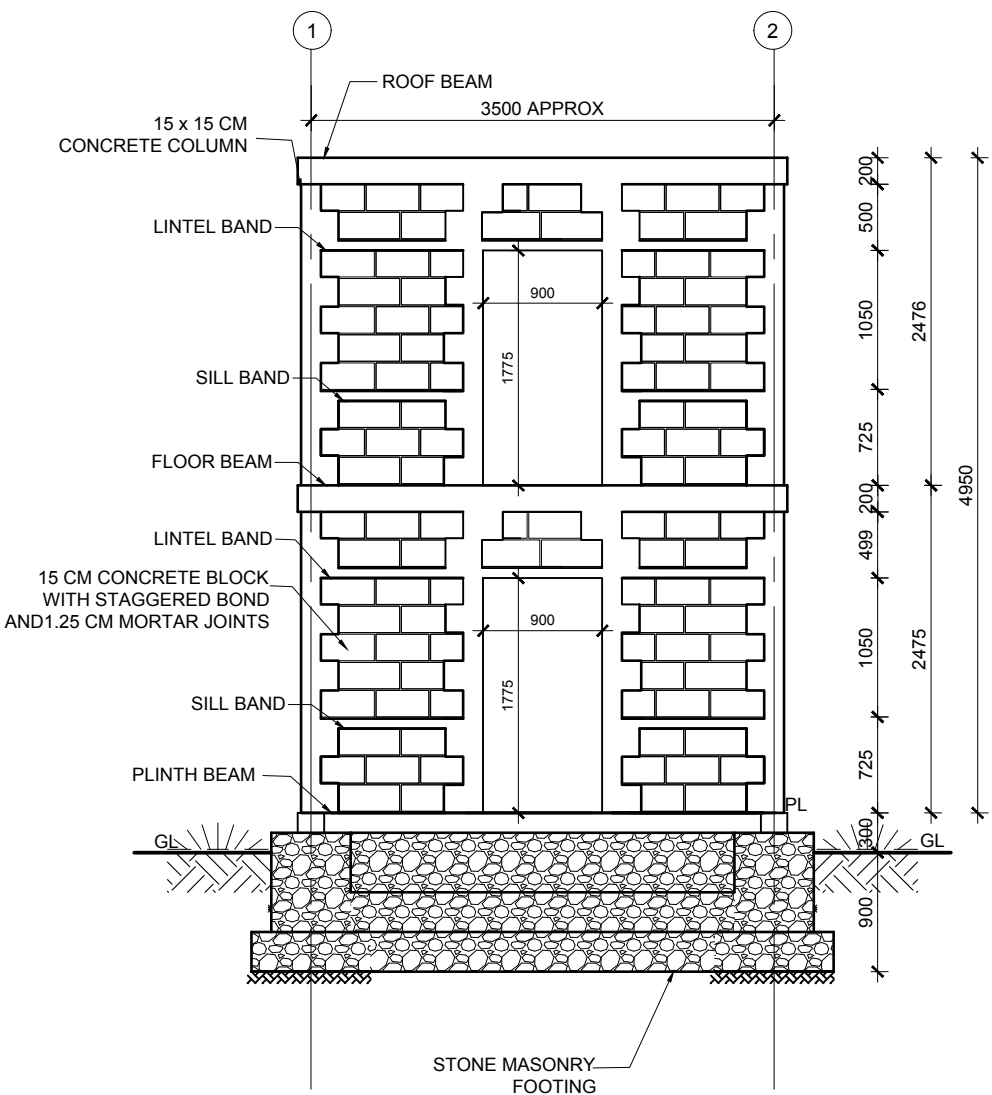 1
2
ROOF BEAM
3500 APPROX
15 x 15 CM
CONCRETE COLUMN
200
500
LINTEL BAND
900
1050
2476
1775
SILL BAND
725
FLOOR BEAM
4950
200
499
LINTEL BAND
15 CM CONCRETE BLOCK
WITH STAGGERED BOND
AND1.25 CM MORTAR JOINTS
900
1050
2475
1775
SILL BAND
725
PLINTH BEAM
PL
GL
300
GL
900
STONE MASONRY
FOOTING